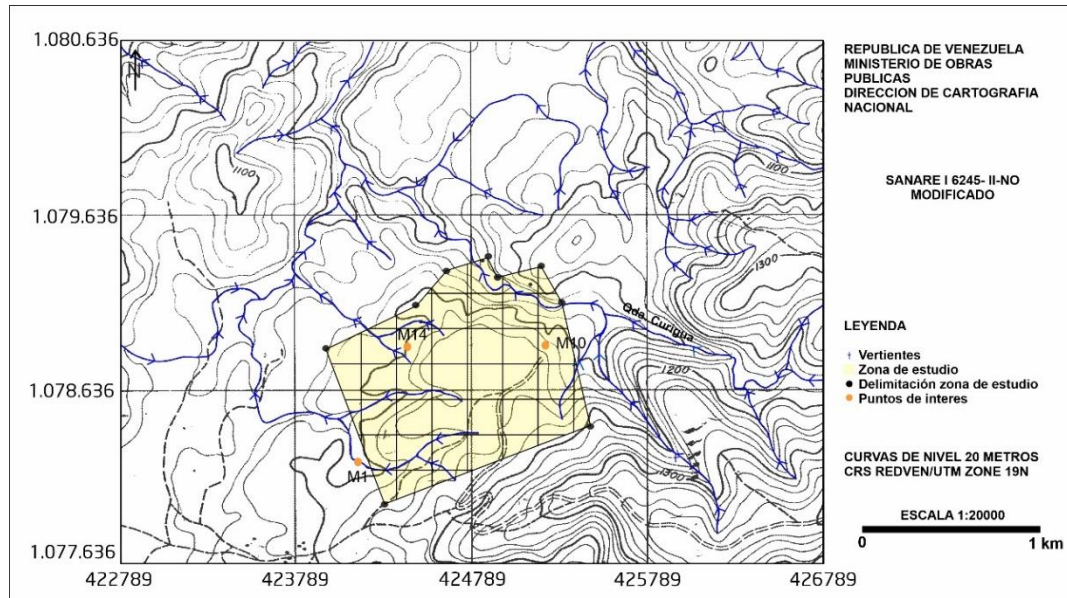 1.080.636
1.079.636
1.078.636
1.077.636
422789
423789
424789
425789
426789
N
1100
1100
1300
Qda. Curigua
1200
1300
M14
M10
M1
REPUBLICA DE VENEZUELA
MINISTERIO DE OBRAS
PUBLICAS
DIRECCION DE CARTOGRAFIA
NACIONAL
SANARE I 6245- II-NO
MODIFICADO
LEYENDA
Vertientes
Zona de estudio
Delimitación zona de estudio
Puntos de interes
CURVAS DE NIVEL 20 METROS
CRS REDVEN/UTM ZONE 19N
ESCALA 1:20000
0 1 km